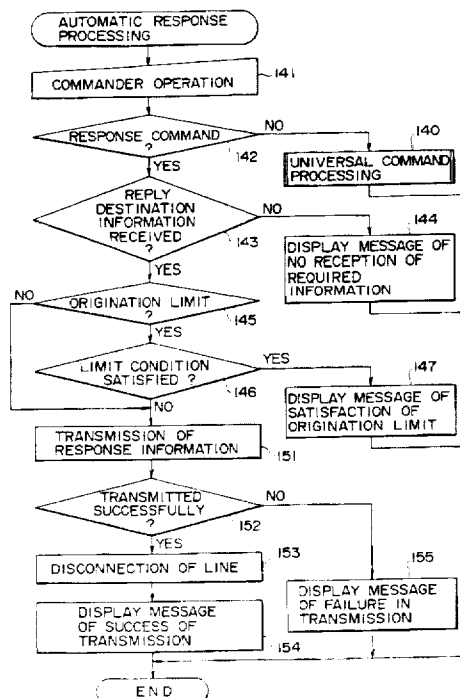 AUTOMATIC RESPONSE
PROCESSING
141
COMMANDER OPERATION
RESPONSE COMMAND
?
142
NO
YES
140
UNIVERSAL COMMAND
PROCESSING
REPLY
DESTINATION
INFORMATION
RECEIVED
?
143
NO
YES
144
DISPLAY MESSAGE OF
NO RECEPTION OF
REQUIRED
INFORMATION
NO
ORIGINATION LIMIT
?
145
YES
LIMIT CONDITION
SATISFIED ?
146
YES
NO
147
DISPLAY MESSAGE OF
SATISFACTION OF
ORIGINATION LIMIT
TRANSMISSION OF
RESPONSE INFORMATION
151
TRANSMITTED
SUCCESSFULLY
?
152
NO
YES
153
DISCONNECTION OF LINE
155
DISPLAY MESSAGE
OF FAILURE IN
TRANSMISSION
DISPLAY MESSAGE
OF SUCCESS OF
TRANSMISSION
154
END